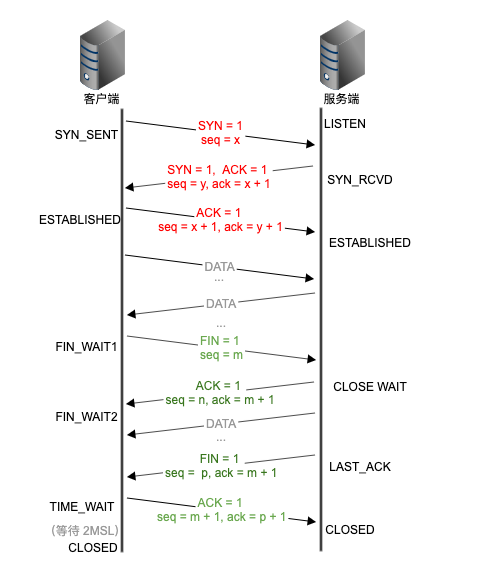 客户端
服务端
SYN = 1
seq = x
LISTEN
SYN_SENT
SYN = 1, ACK = 1
seq = y, ack = x + 1
SYN_RCVD
ACK = 1
seq = x + 1, ack = y + 1
ESTABLISHED
ESTABLISHED
DATA
...
DATA
...
FIN = 1
seq = m
FIN_WAIT1
ACK = 1
seq = n, ack = m + 1
CLOSE WAIT
FIN_WAIT2
DATA
...
FIN = 1
seq = p, ack = m + 1
LAST_ACK
ACK = 1
seq = m + 1, ack = p + 1
TIME_WAIT
（等待 2MSL）
CLOSED
CLOSED